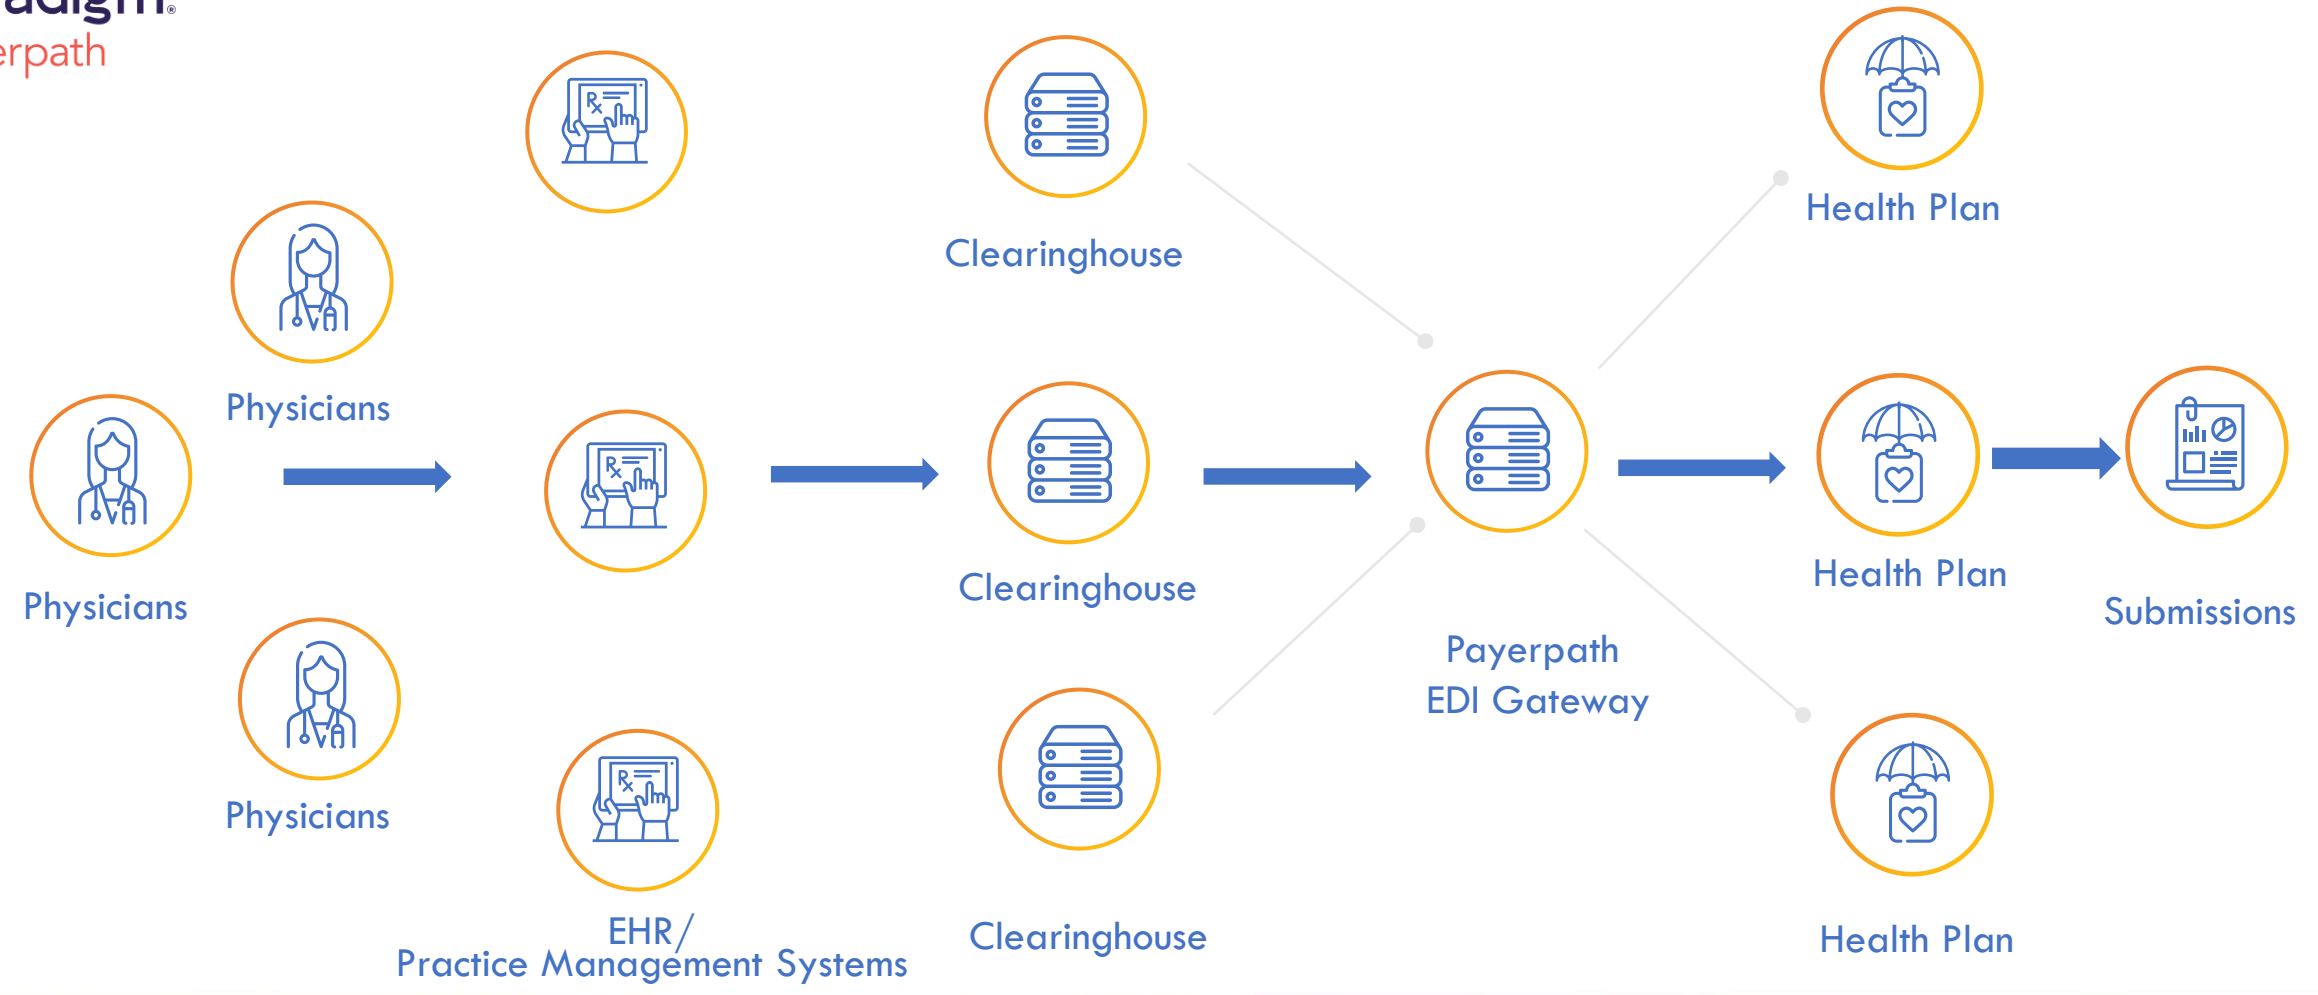 erpath
Clearinghouse
Health Plan
Physicians
Physicians
Clearinghouse
Health Plan
Submissions
Payerpath
EDI Gateway
Physicians
EHR/
Practice Management Systems
Clearinghouse
Health Plan